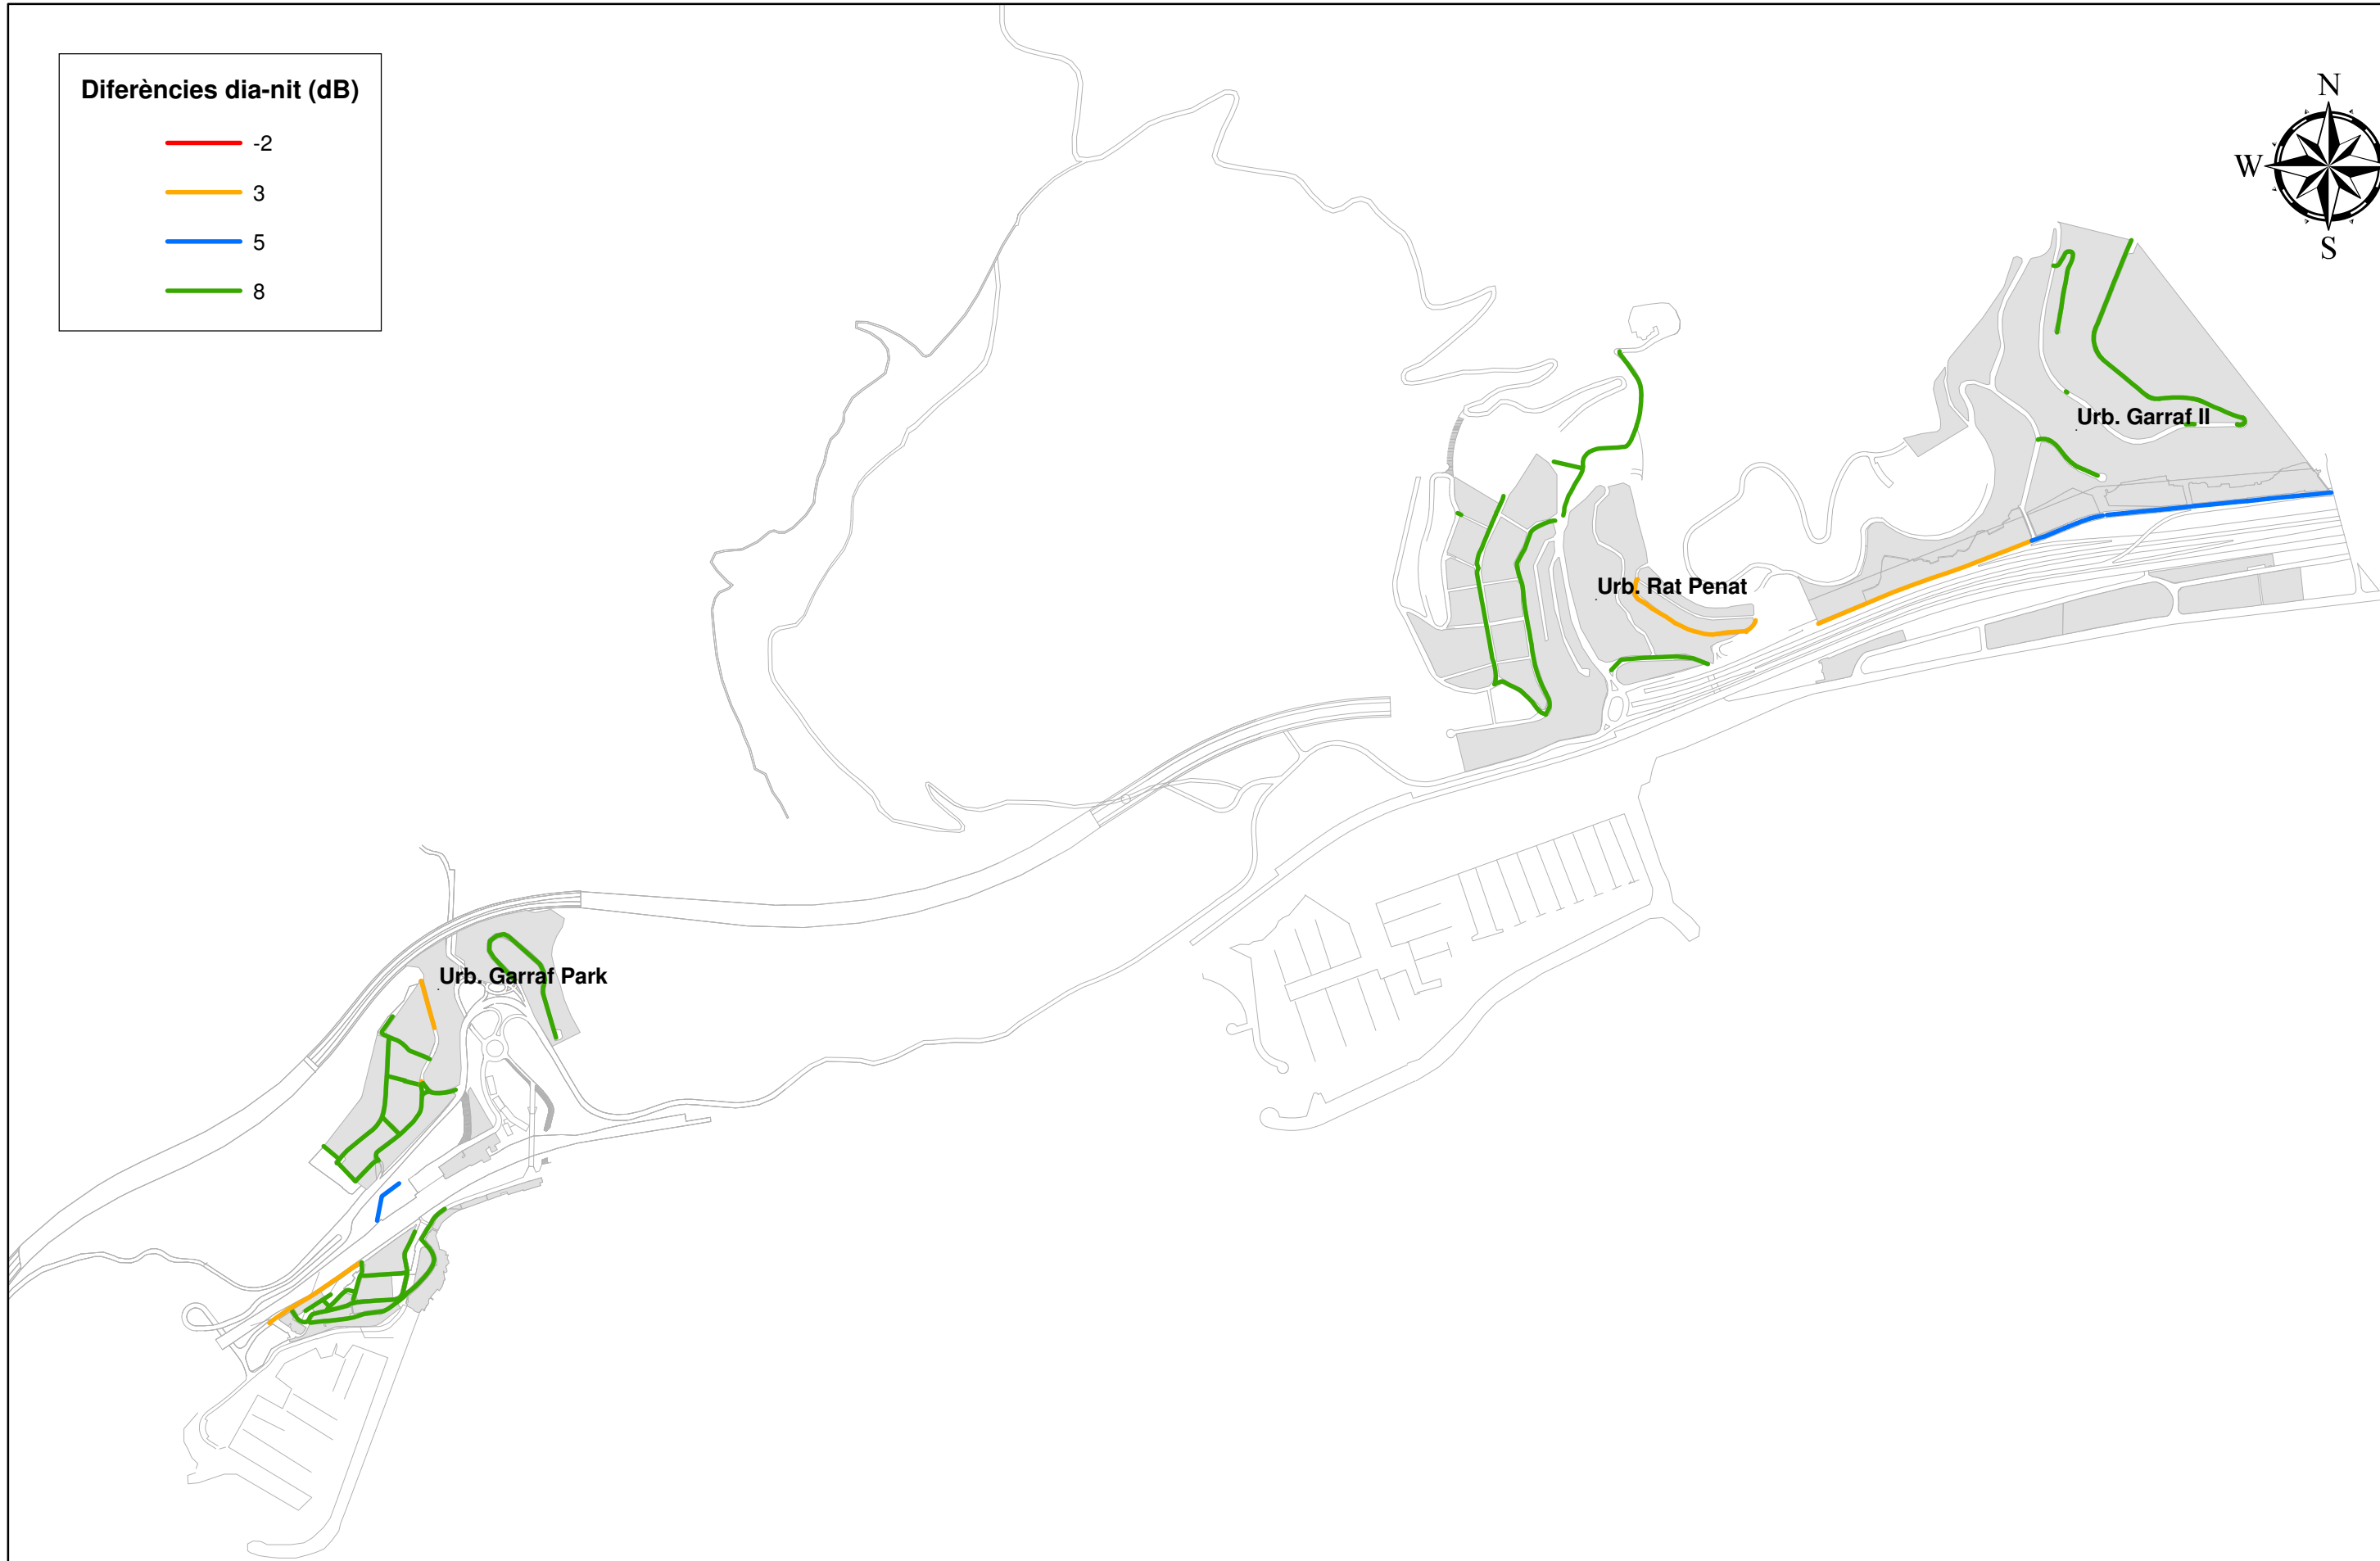 Diferències dia-nit (dB)
-2
3
5
8
N
W
S
Urb. Garraf II
Urb. Rat Penat
Urb. Garraf Park